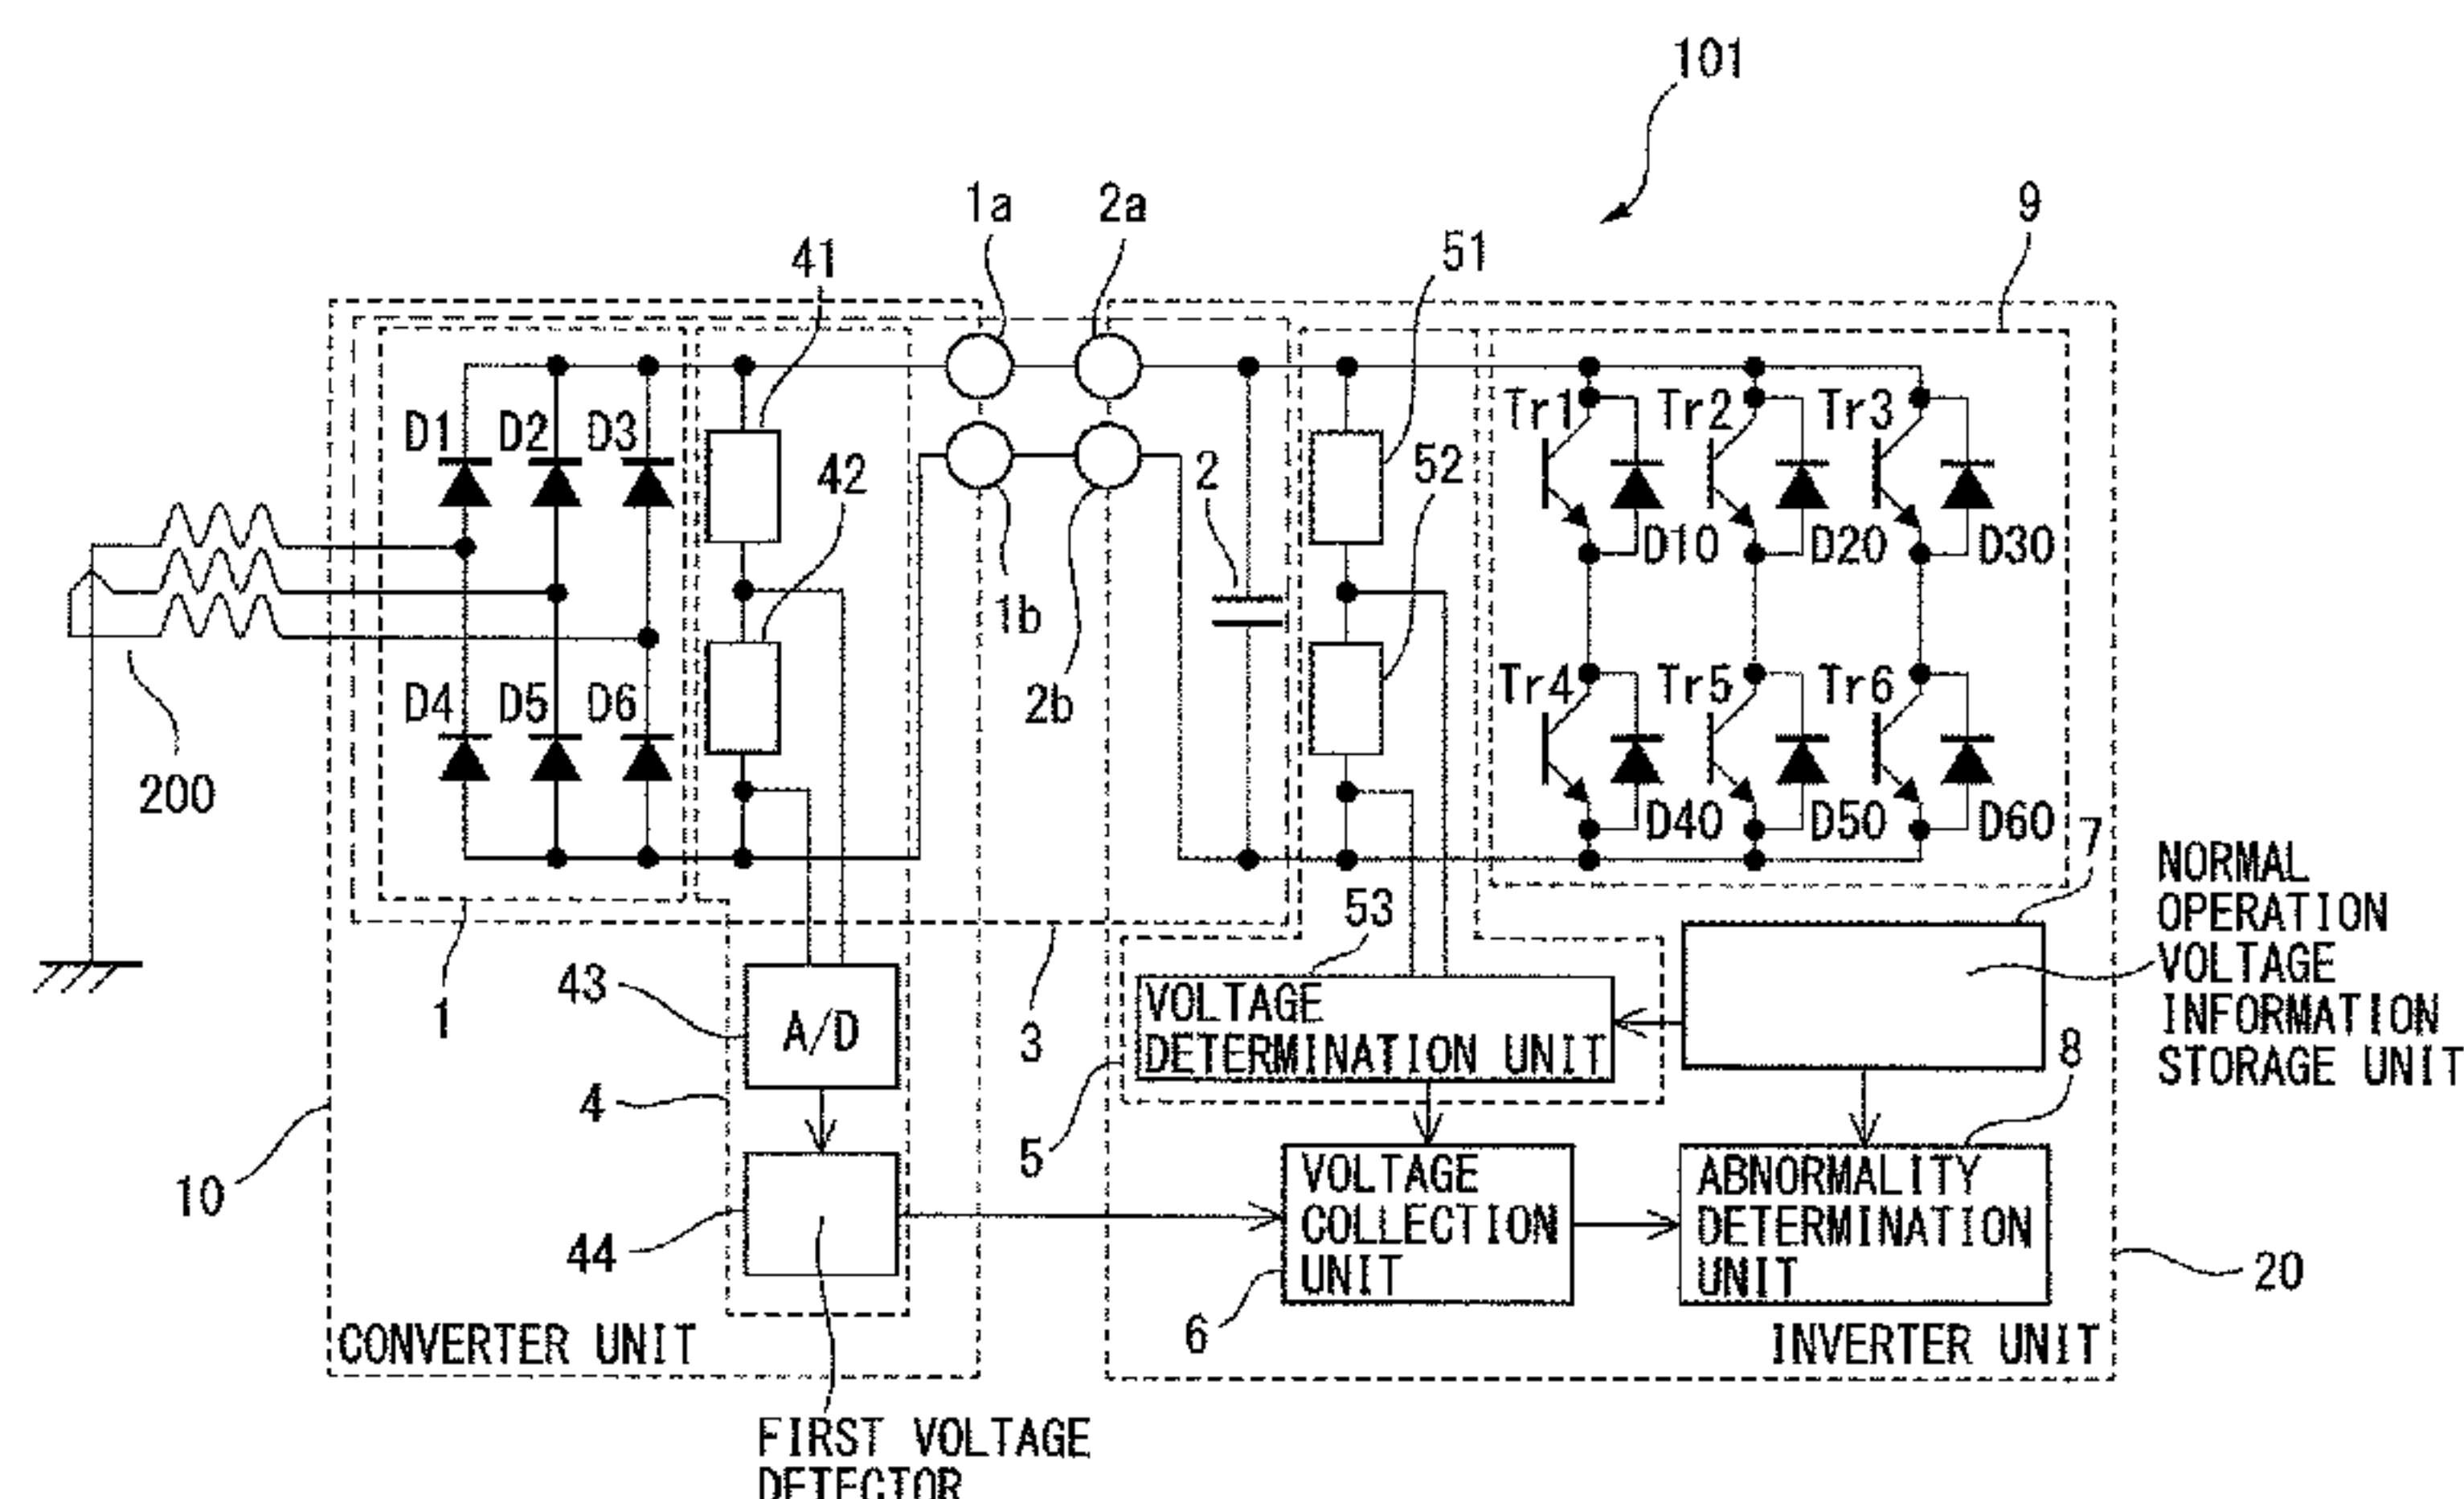 101
1a 2a 9
41 51
D1 D2 D3 Tr1 Tr2 Tr3
42 2 52
D10 D20 D30
1b
200 D4 D5 D6 2b Tr4 Tr5 Tr6
D40 D50 D60 7
NORMAL
OPERATION
VOLTAGE
INFORMATION
STORAGE UNIT
53
1 43 A/D 3
VOLTAGE
DETERMINATION UNIT
8
4 5
10 44
VOLTAGE
COLLECTION
UNIT
ABNORMALITY
DETERMINATION
UNIT
20
6
CONVERTER UNIT
INVERTER UNIT
FIRST VOLTAGE
DETECTOR